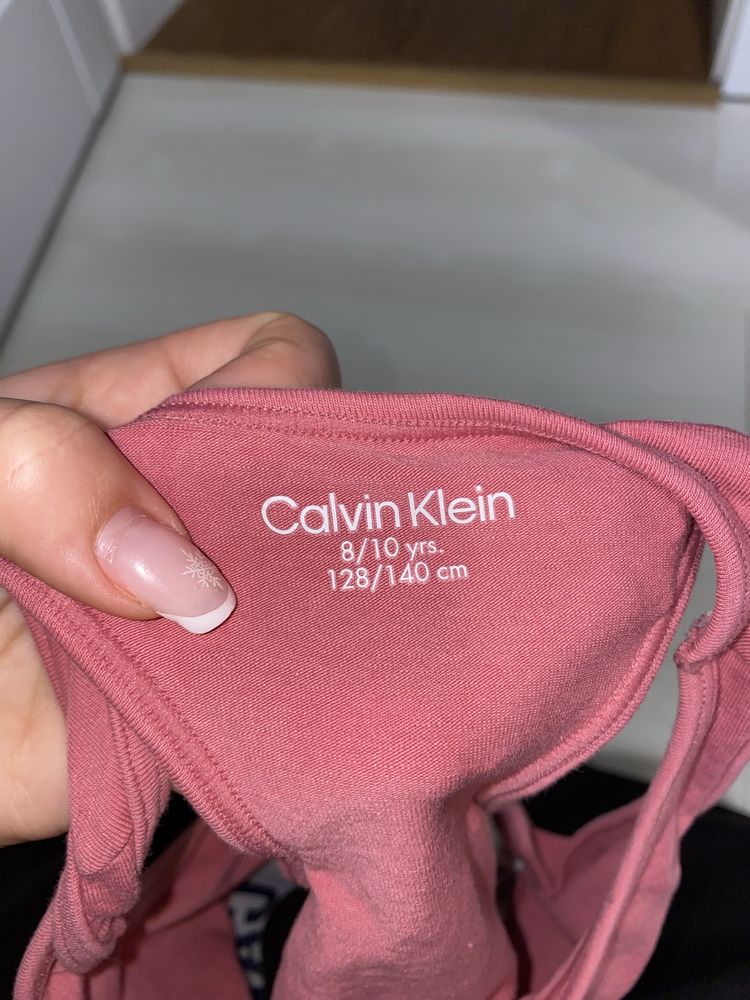 Calvin Klein
8/10 yrs.
128/140 cm